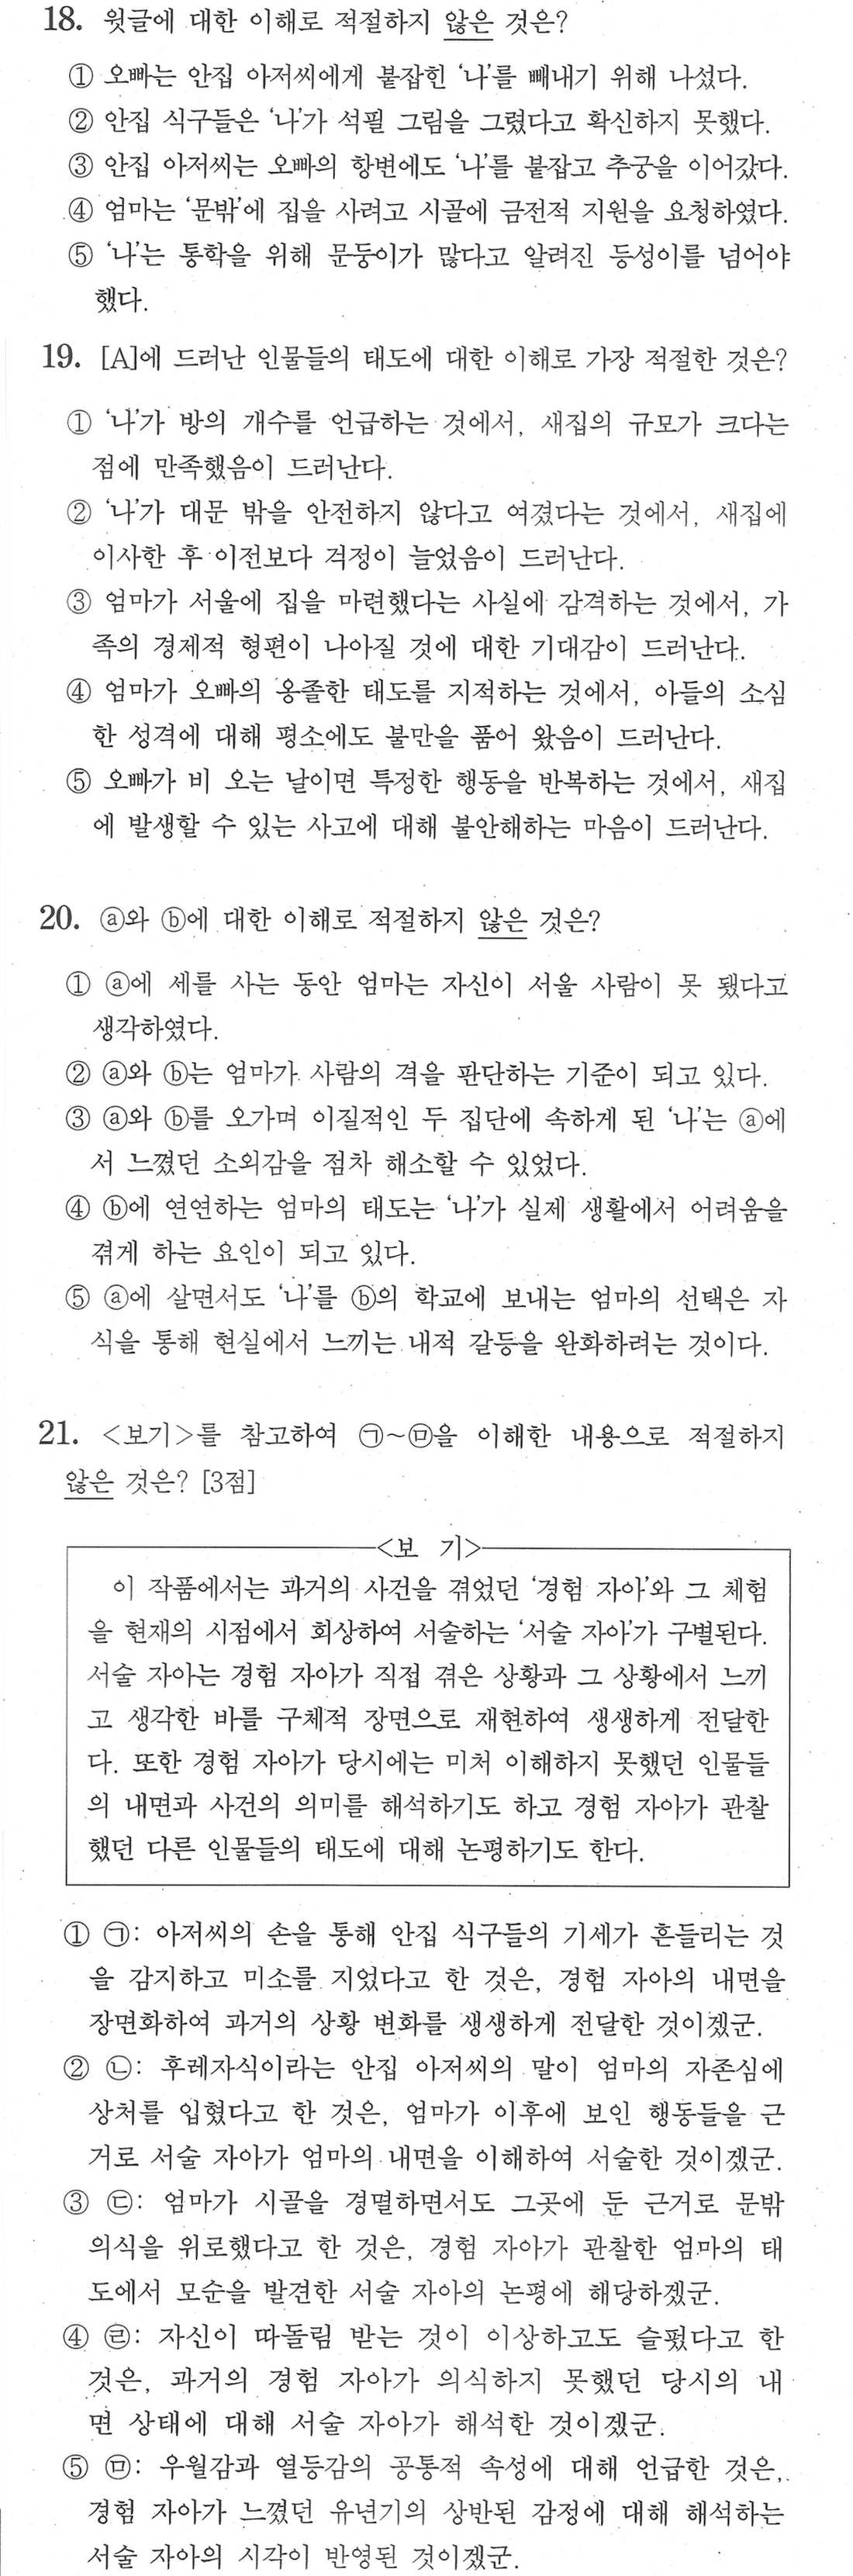 18. 윗글에 대한 이해로 적절하지 않은 것은?
① 오빠는 안집 아저씨에게 붙잡힌 ‘나’를 빼내기 위해 나섰다.
② 안집 식구들은 ‘나’가 석필 그림을 그렸다고 확신하지 못했다.
③ 안집 아저씨는 오빠의 항변에도 ‘나’를 붙잡고 추궁을 이어갔다.
④ 엄마는 ‘문밖’에 집을 사려고 시골에 금전적 지원을 요청하였다.
⑤ ‘나’는 통학을 위해 문둥이가 많다고 알려진 등성이를 넘어야
했다.
19. [A]에 드러난 인물들의 태도에 대한 이해로 가장 적절한 것은?
① ‘나’가 방의 개수를 언급하는 것에서, 새집의 규모가 크다는
점에 만족했음이 드러난다.
② ‘나’가 대문 밖을 안전하지 않다고 여겼다는 것에서, 새집에
이사한 후 이전보다 걱정이 늘었음이 드러난다.
③ 엄마가 서울에 집을 마련했다는 사실에 감격하는 것에서, 가
족의 경제적 형편이 나아질 것에 대한 기대감이 드러난다.
④ 엄마가 오빠의 옹졸한 태도를 지적하는 것에서, 아들의 소심
한 성격에 대해 평소에도 불만을 품어 왔음이 드러난다.
⑤ 오빠가 비 오는 날이면 특정한 행동을 반복하는 것에서, 새집
에 발생할 수 있는 사고에 대해 불안해하는 마음이 드러난다.
20. ⓐ와 ⓑ에 대한 이해로 적절하지 않은 것은?
① ⓐ에 세를 사는 동안 엄마는 자신이 서울 사람이 못 됐다고
생각하였다.
② ⓐ와 ⓑ는 엄마가 사람의 격을 판단하는 기준이 되고 있다.
③ ⓐ와 ⓑ를 오가며 이질적인 두 집단에 속하게 된 ‘나’는 ⓐ에
서 느꼈던 소외감을 점차 해소할 수 있었다.
④ ⓑ에 연연하는 엄마의 태도는 ‘나’가 실제 생활에서 어려움을
겪게 하는 요인이 되고 있다.
⑤ ⓐ에 살면서도 ‘나’를 ⓑ의 학교에 보내는 엄마의 선택은 자
식을 통해 현실에서 느끼는 내적 갈등을 완화하려는 것이다.
21. <보기>를 참고하여 ㉠~㉤을 이해한 내용으로 적절하지
않은 것은? [3점]
<보 기>
이 작품에서는 과거의 사건을 겪었던 ‘경험 자아’와 그 체험
을 현재의 시점에서 회상하여 서술하는 ‘서술 자아’가 구별된다.
서술 자아는 경험 자아가 직접 겪은 상황과 그 상황에서 느끼
고 생각한 바를 구체적 장면으로 재현하여 생생하게 전달한
다. 또한 경험 자아가 당시에는 미처 이해하지 못했던 인물들
의 내면과 사건의 의미를 해석하기도 하고 경험 자아가 관찰
했던 다른 인물들의 태도에 대해 논평하기도 한다.
① ㉠: 아저씨의 손을 통해 안집 식구들의 기세가 흔들리는 것
을 감지하고 미소를 지었다고 한 것은, 경험 자아의 내면을
장면화하여 과거의 상황 변화를 생생하게 전달한 것이겠군.
② ㉡: 후레자식이라는 안집 아저씨의 말이 엄마의 자존심에
상처를 입혔다고 한 것은, 엄마가 이후에 보인 행동들을 근
거로 서술 자아가 엄마의 내면을 이해하여 서술한 것이겠군.
③ ㉢: 엄마가 시골을 경멸하면서도 그곳에 둔 근거로 문밖
의식을 위로했다고 한 것은, 경험 자아가 관찰한 엄마의 태
도에서 모순을 발견한 서술 자아의 논평에 해당하겠군.
④ ㉣: 자신이 따돌림 받는 것이 이상하고도 슬펐다고 한
것은, 과거의 경험 자아가 의식하지 못했던 당시의 내
면 상태에 대해 서술 자아가 해석한 것이겠군.
⑤ ㉤: 우월감과 열등감의 공통적 속성에 대해 언급한 것은,
경험 자아가 느꼈던 유년기의 상반된 감정에 대해 해석하는
서술 자아의 시각이 반영된 것이겠군.